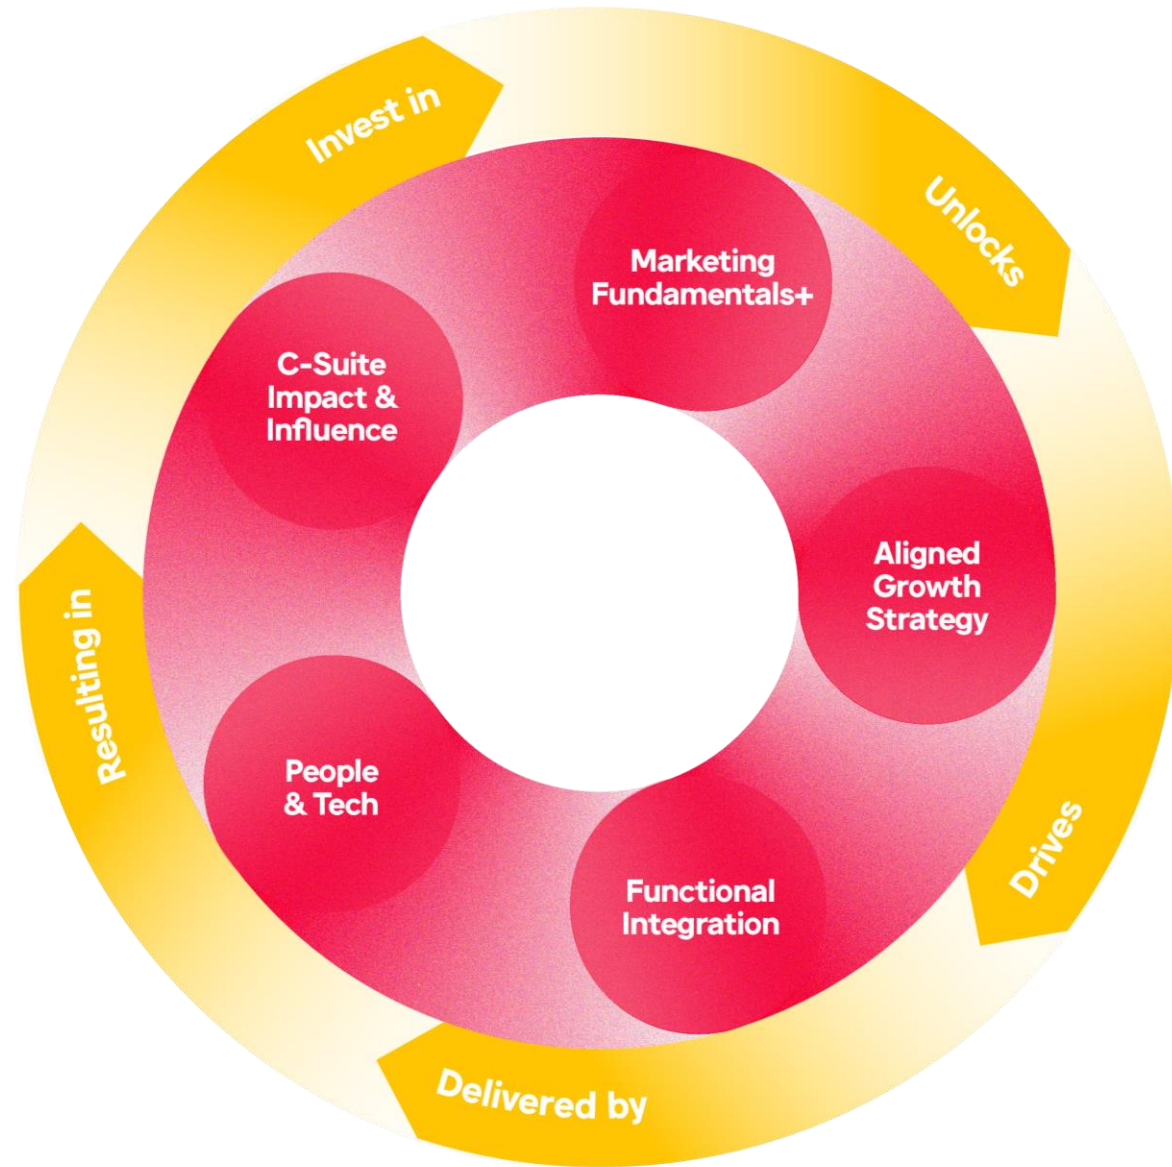 Invest in
Marketing
Fundamentals+
Unlocks
Aligned
Growth
Strategy
Drives
Functional
Integration
Delivered by
People
& Tech
Resulting in
C-Suite
Impact &
Influence